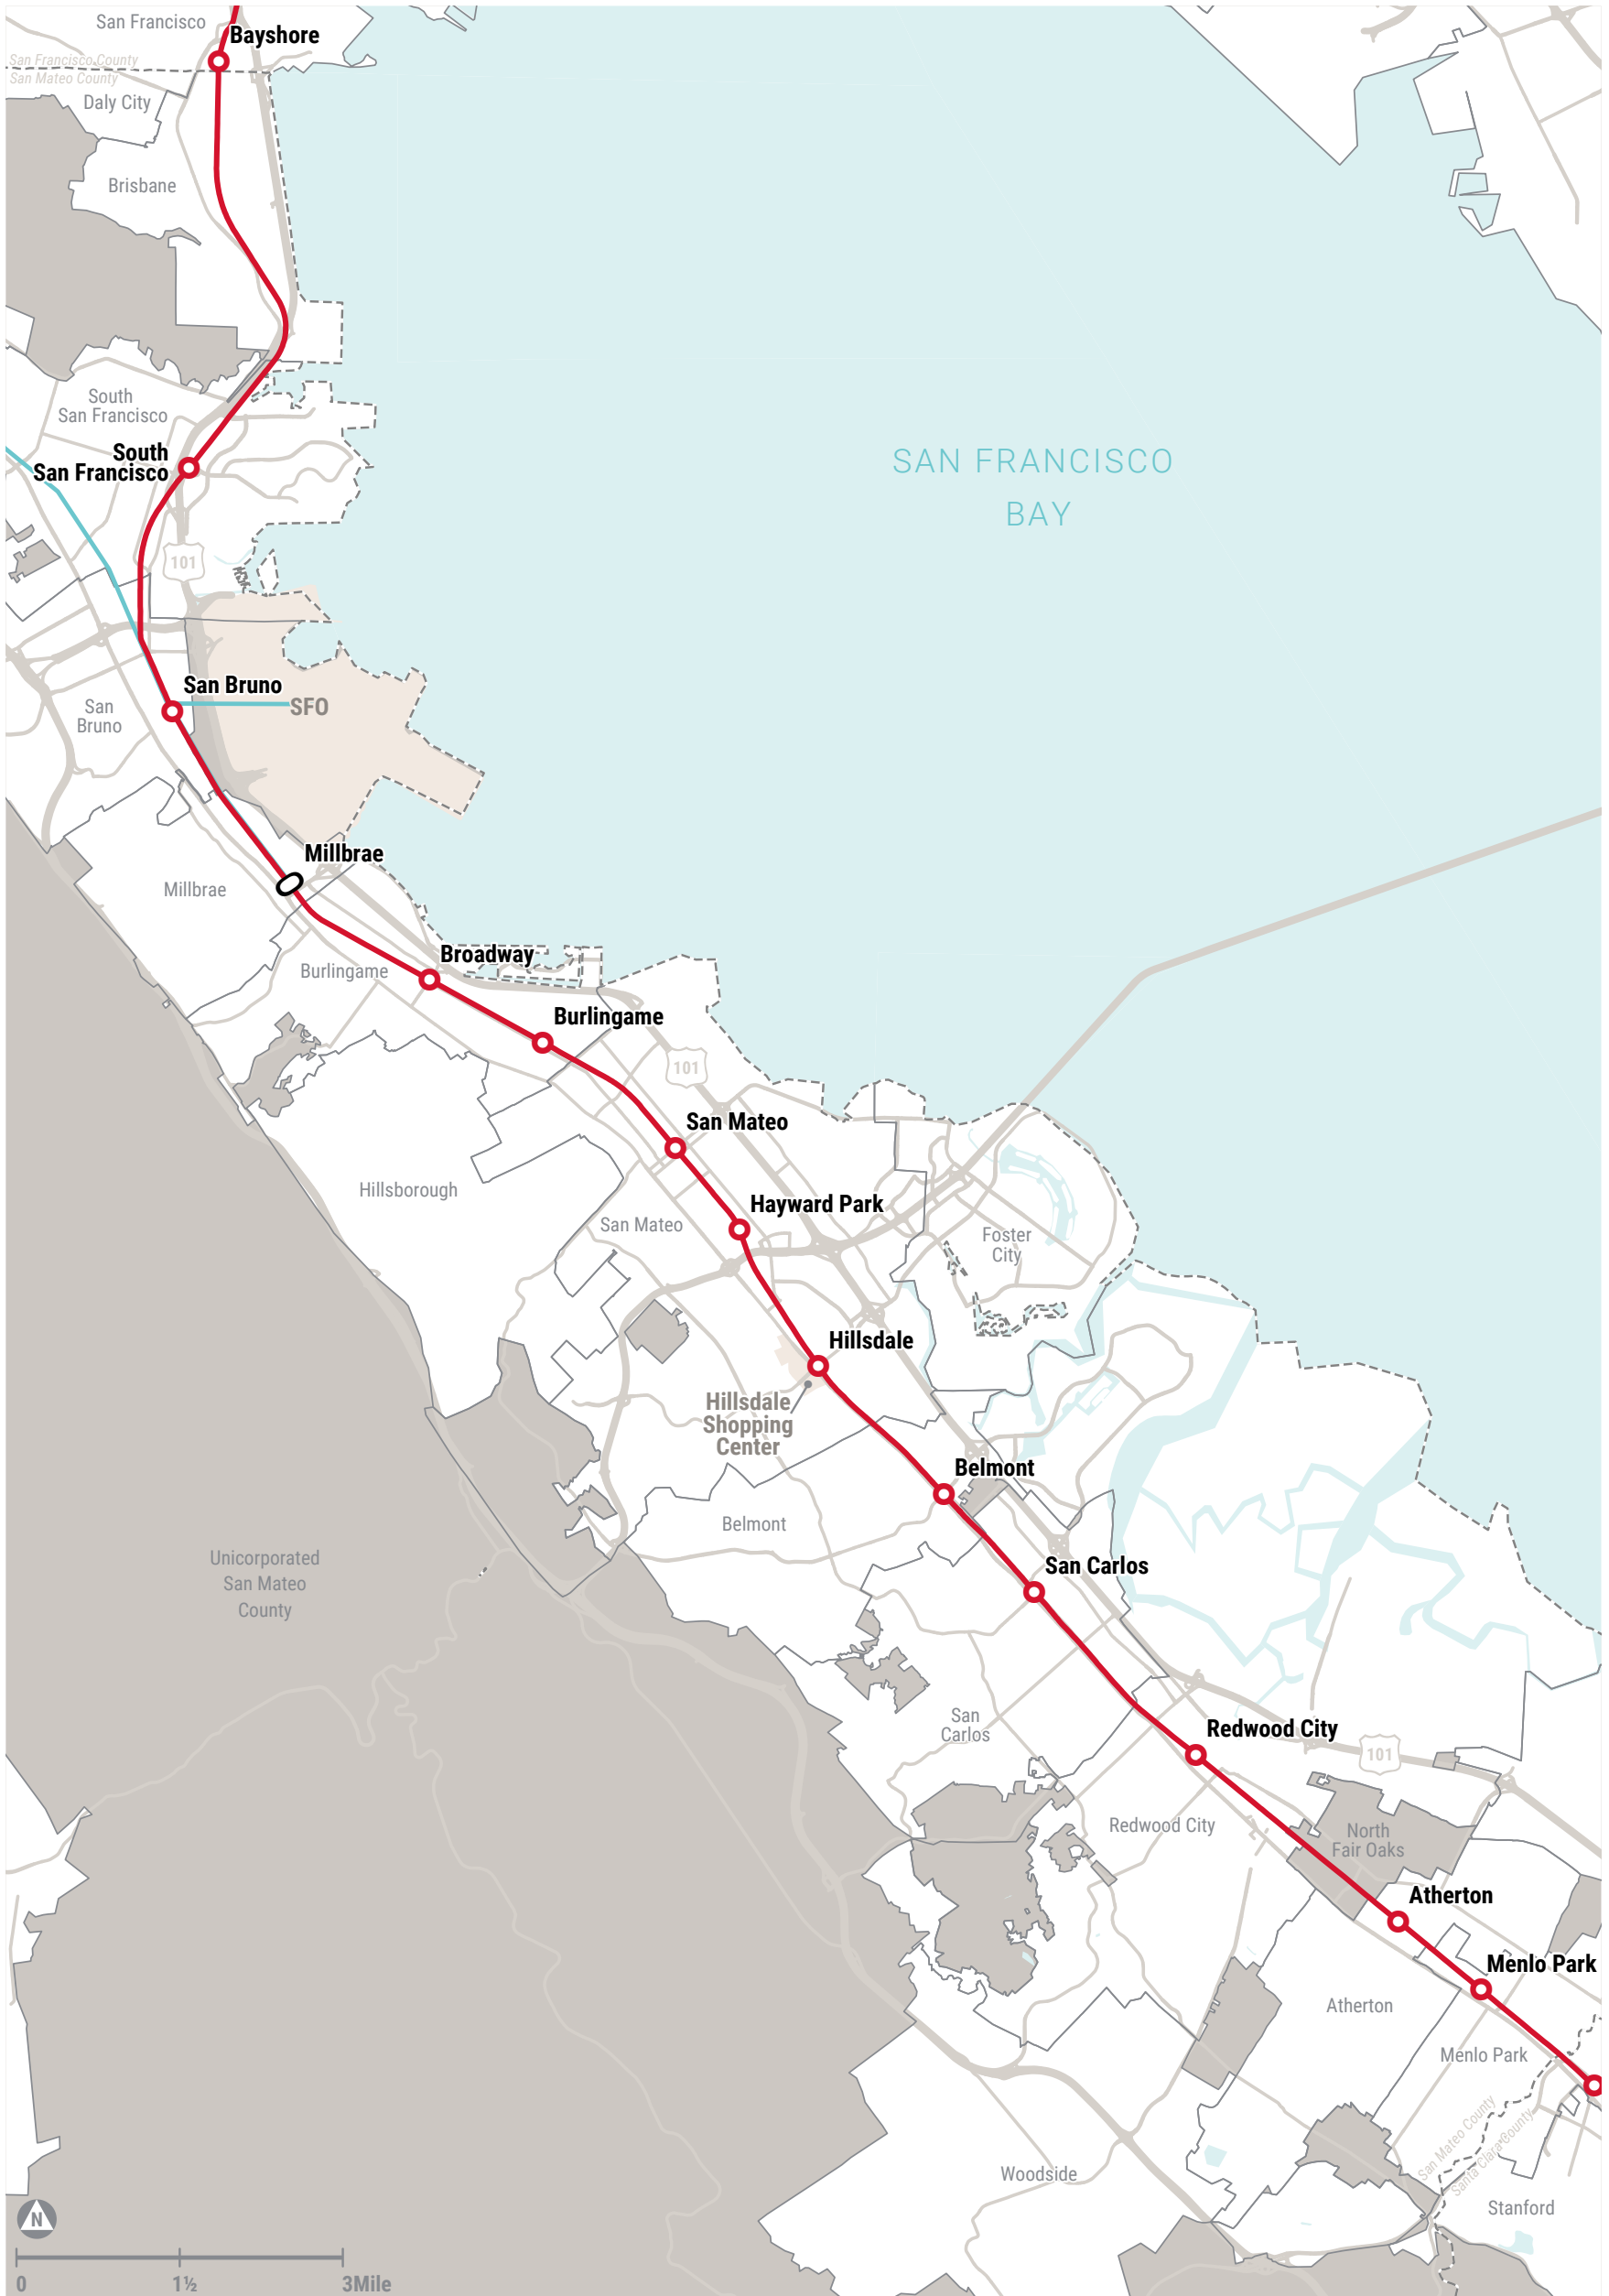 San Francisco
Bayshore
San Francisco County
San Mateo County
Daly City
Brisbane
South
San Francisco
South
San Francisco
SAN FRANCISCO
BAY
101
San Bruno
SFO
San
Bruno
Millbrae
Millbrae
Broadway
Burlingame
Burlingame
101
San Mateo
Hillsborough
Hayward Park
San Mateo
Foster
City
Hillsdale
Hillsdale
Shopping
Center
Belmont
Belmont
Unicorporated
San Mateo
County
San Carlos
San
Carlos
Redwood City
101
Redwood City
North
Fair Oaks
Atherton
Menlo Park
Atherton
Menlo Park
San Mateo County
Santa Clara County
Woodside
Stanford
N
0 1½ 3Mile